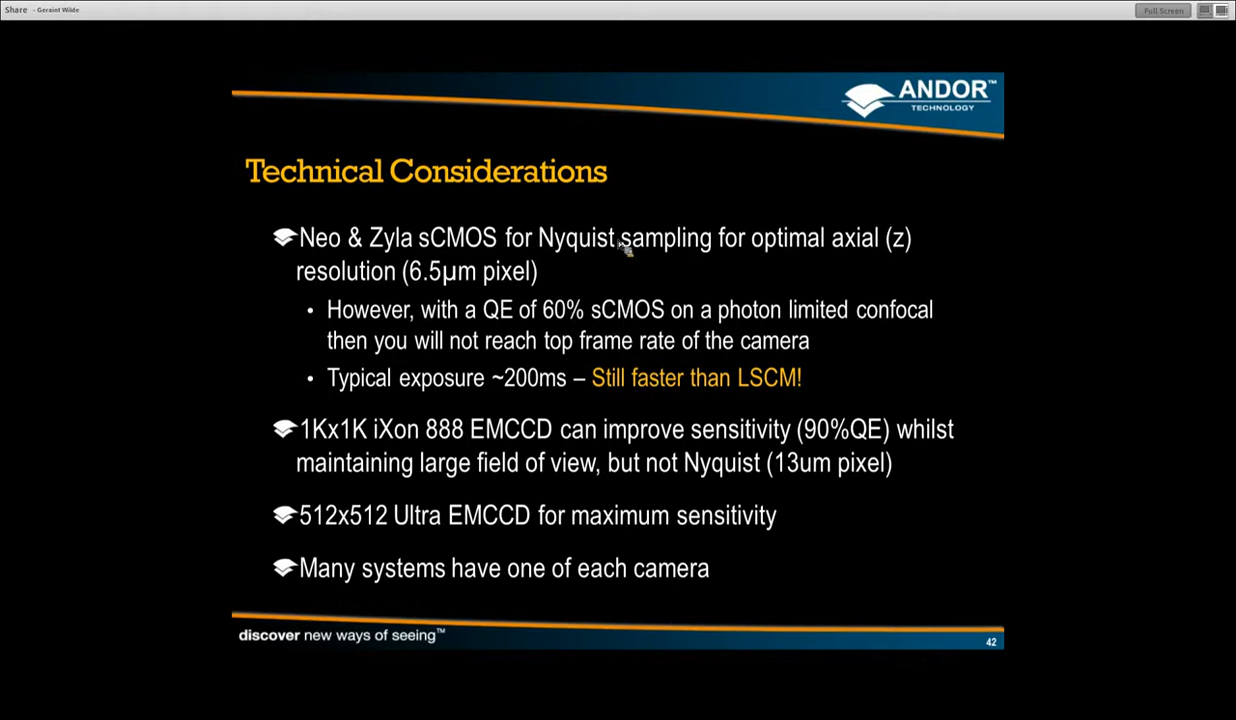 Share - Geraint Wilde
Full Screen
ANDOR™
TECHNOLOGY
Technical Considerations
Neo & Zyla sCMOS for Nyquist sampling for optimal axial (z)
resolution (6.5µm pixel)
• However, with a QE of 60% sCMOS on a photon limited confocal
then you will not reach top frame rate of the camera
• Typical exposure ~200ms – Still faster than LSCM!
1Kx1K iXon 888 EMCCD can improve sensitivity (90%QE) whilst
maintaining large field of view, but not Nyquist (13um pixel)
512x512 Ultra EMCCD for maximum sensitivity
Many systems have one of each camera
discover new ways of seeing™
42